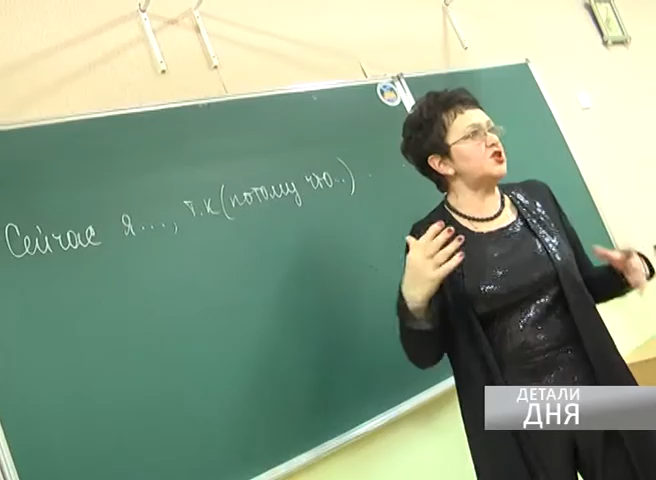 Сейчас я...., т.к (потому что..).
ДЕТАЛИ
ДНЯ